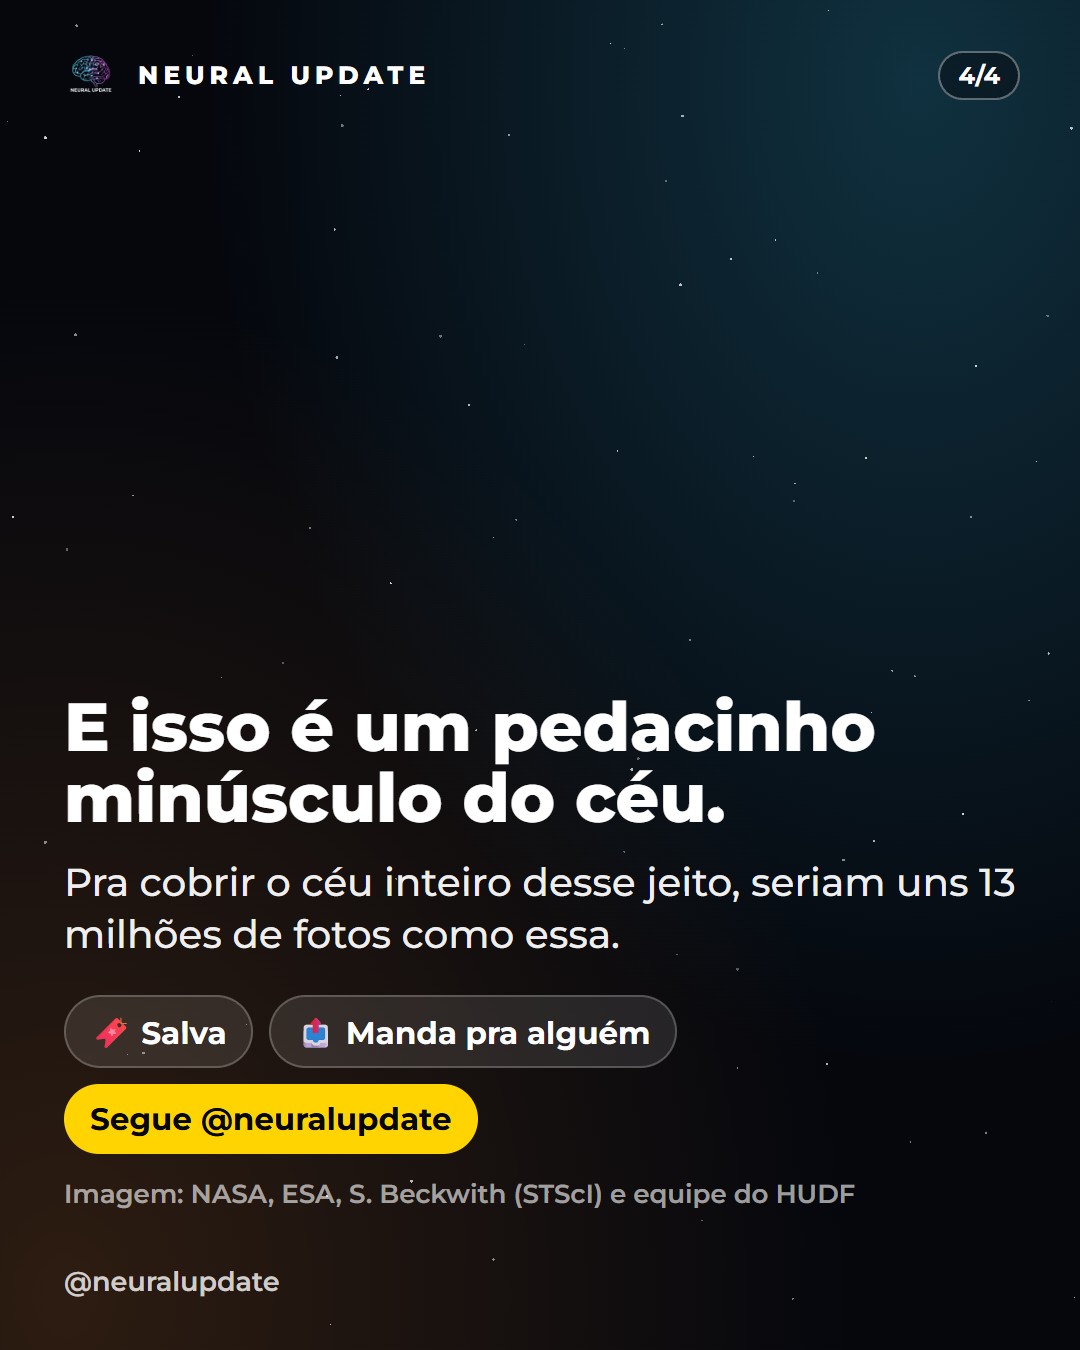 NEURAL UPDATE
NEURAL UPDATE
4/4
E isso é um pedacinho
minúsculo do céu.
Pra cobrir o céu inteiro desse jeito, seriam uns 13
milhões de fotos como essa.
Salva
Manda pra alguém
Segue @neuralupdate
Imagem: NASA, ESA, S. Beckwith (STScI) e equipe do HUDF
@neuralupdate